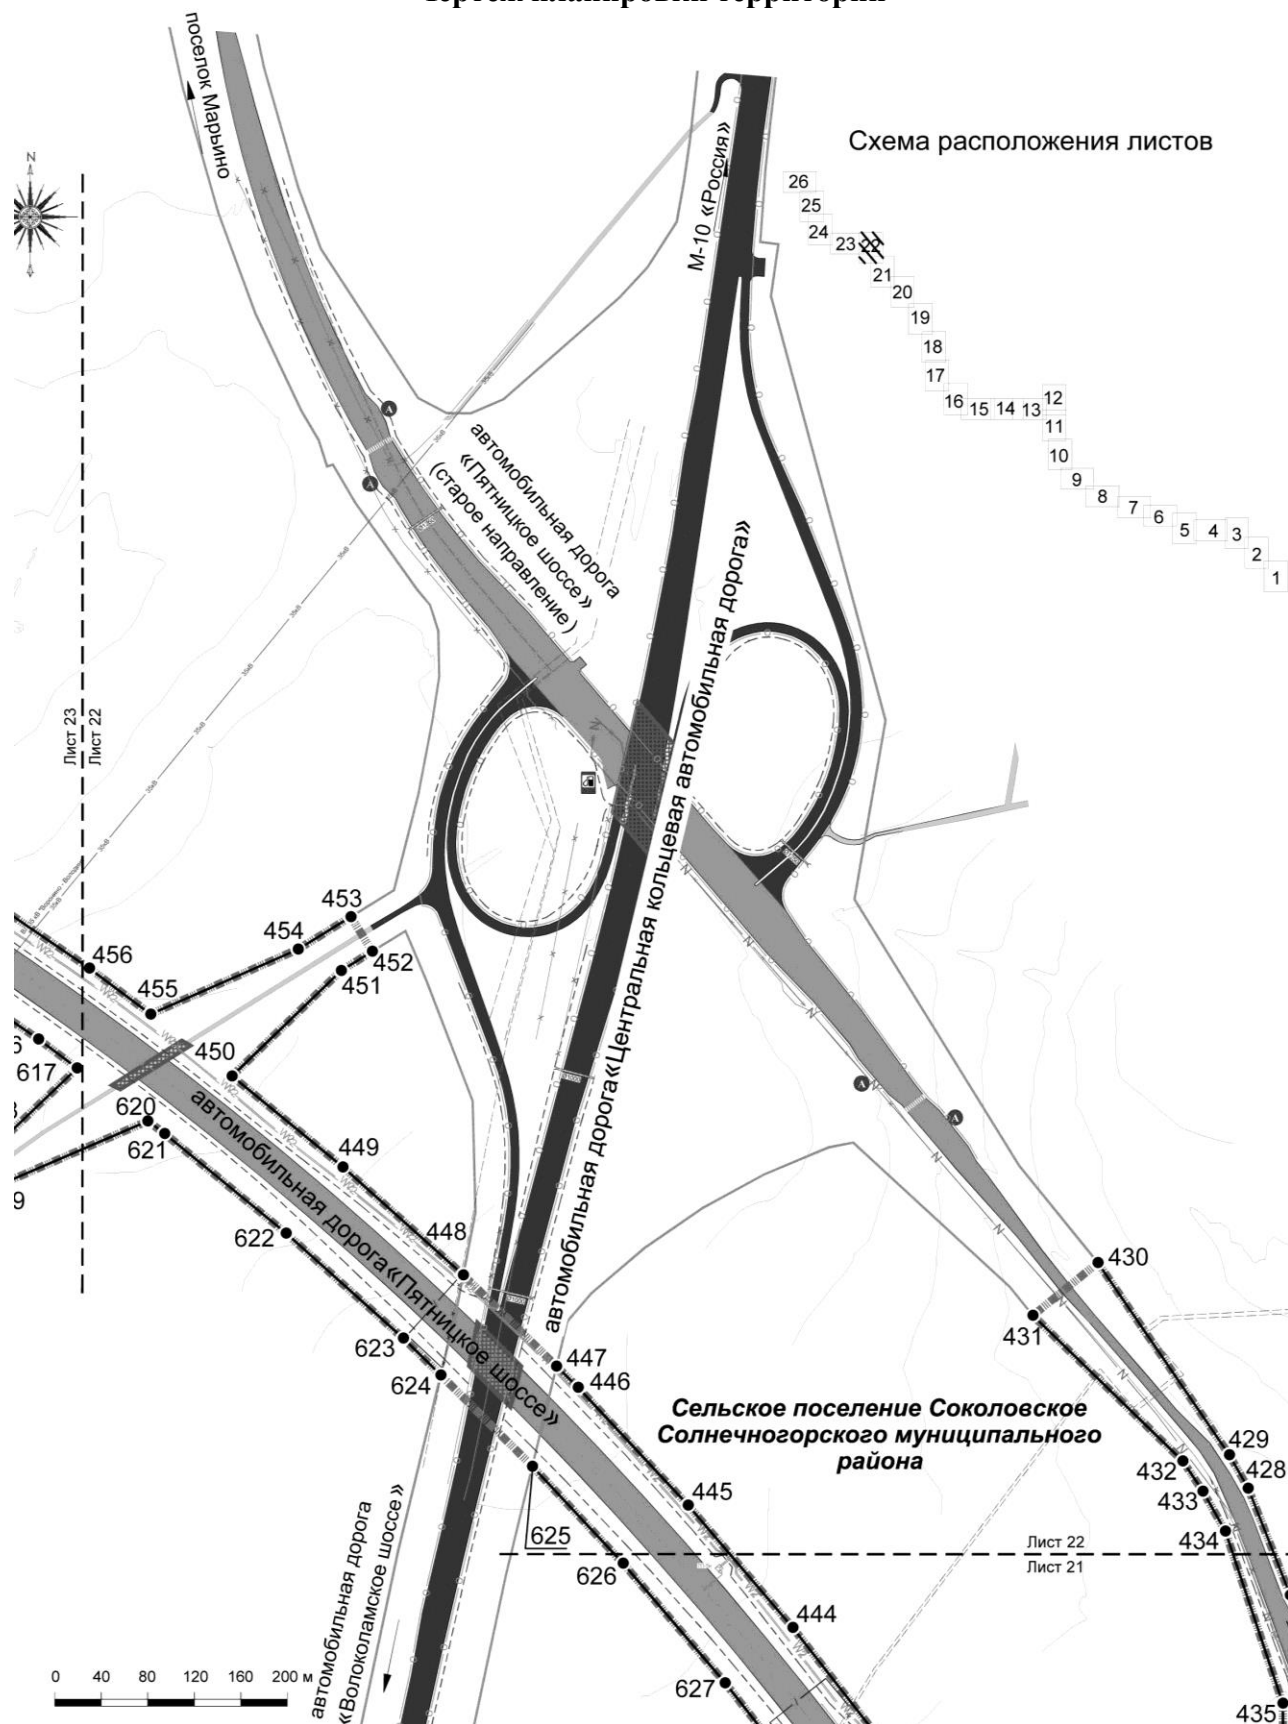 Чертеж планировки территории
поселок Марьино
N
М-10 «Россия»
Схема расположения листов
26
25
24
23
22
21
20
19
18
17
16
15
14
13
12
11
10
9
8
7
6
5
4
3
2
1
А
А
автомобильная дорога
«Пятницкое шоссе»
(старое направление)
автомобильная дорога «Центральная кольцевая автомобильная дорога»
Лист 23
Лист 22
453
454
452
451
456
455
450
617
620
621
449
448
622
623
624
447
446
автомобильная дорога «Пятницкое шоссе»
А
А
430
431
Сельское поселение Соколовское
Солнечногорского муниципального
района
429
428
432
433
434
445
625
626
Лист 22
Лист 21
444
627
435
автомобильная дорога
«Волоколамское шоссе»
0 40 80 120 160 200 м